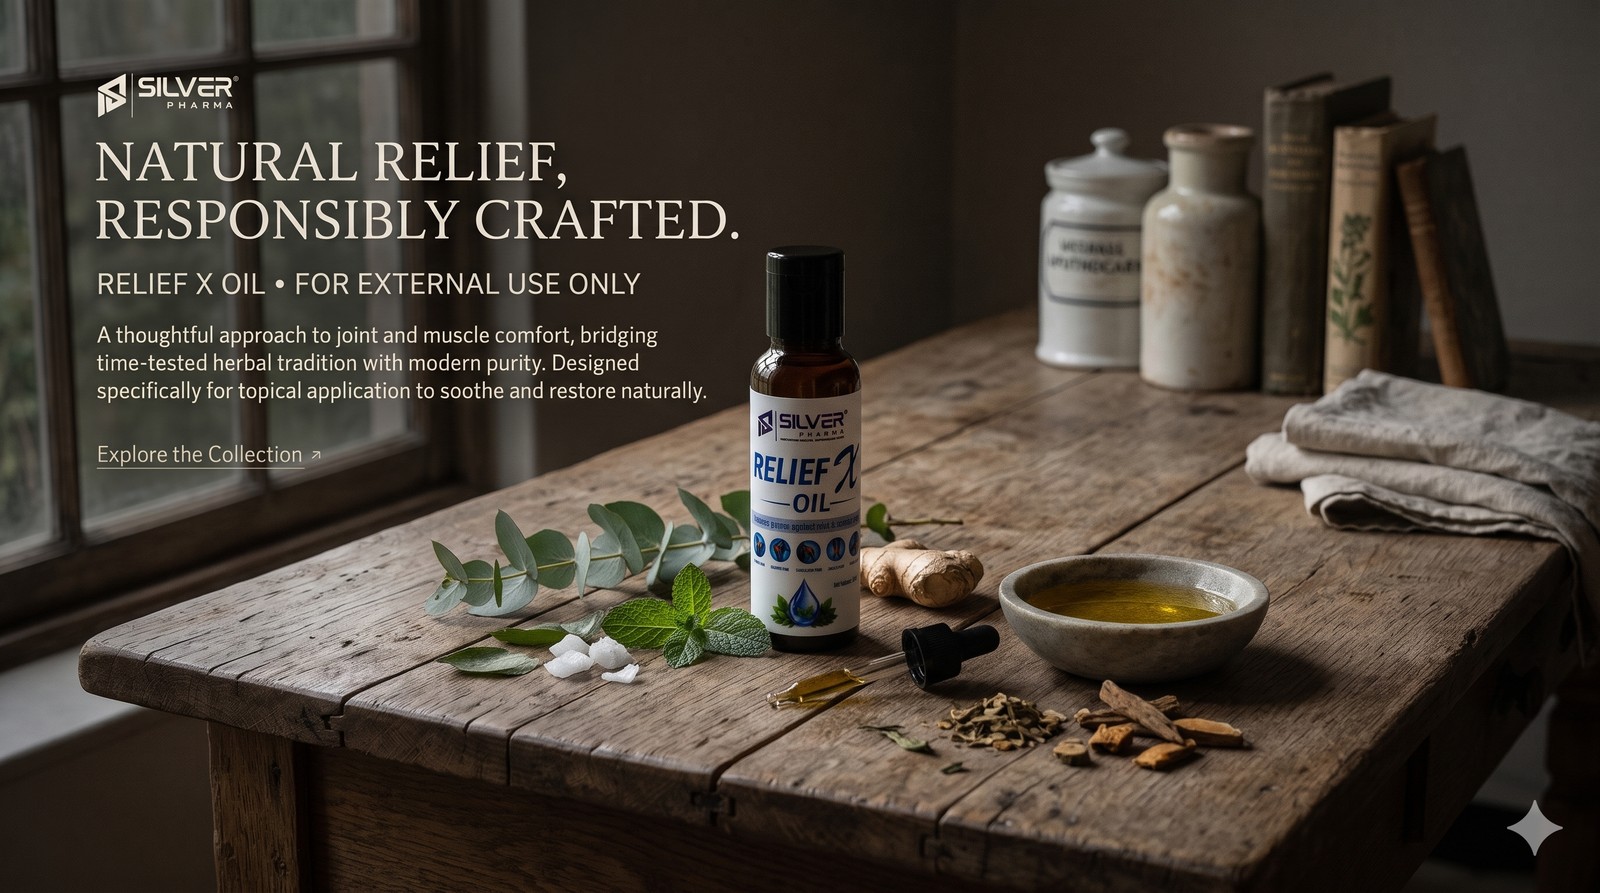 SILVER®
PHARMA
NATURAL RELIEF,
RESPONSIBLY CRAFTED.
RELIEF X OIL • FOR EXTERNAL USE ONLY
A thoughtful approach to joint and muscle comfort, bridging
time-tested herbal tradition with modern purity. Designed
specifically for topical application to soothe and restore naturally.
Explore the Collection ↗
SILVER®
PHARMA
RELIEF X
OIL